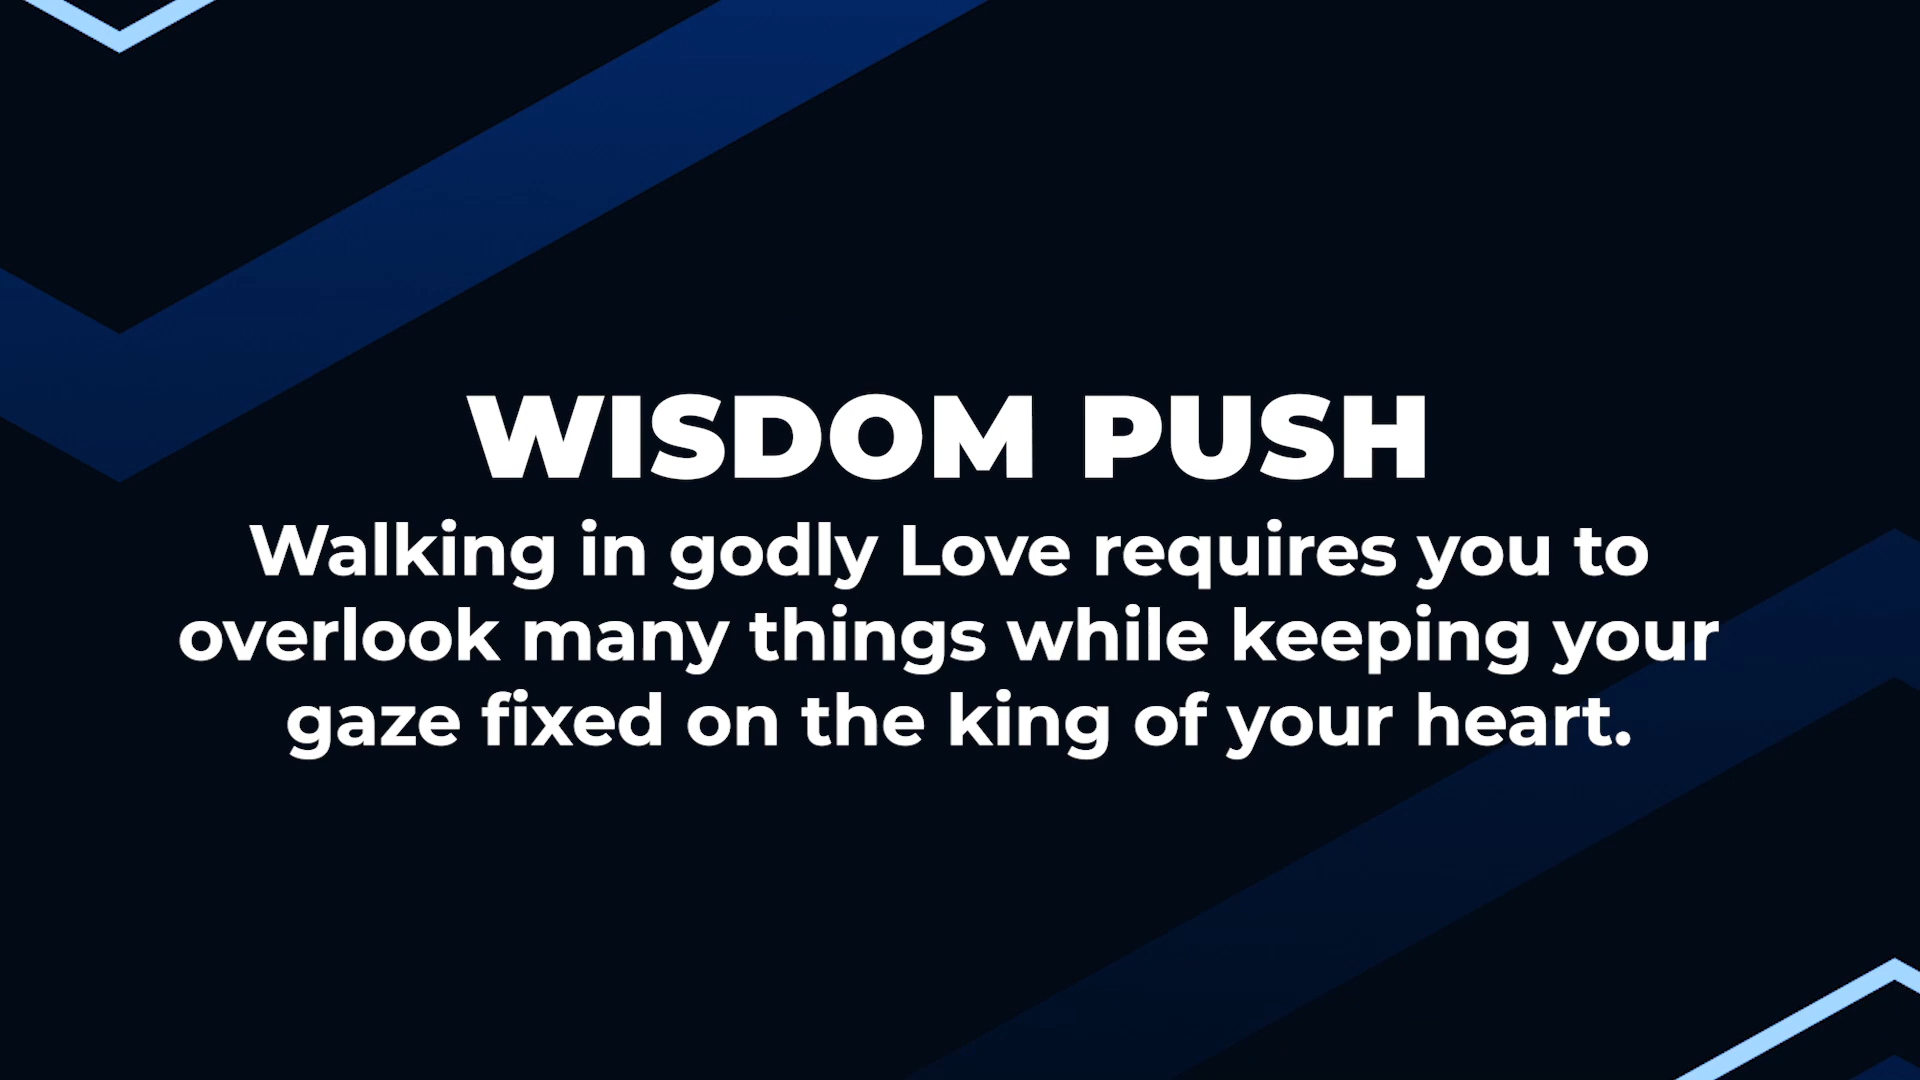 WISDOM PUSH
Walking in godly Love requires you to
overlook many things while keeping your
gaze fixed on the king of your heart.